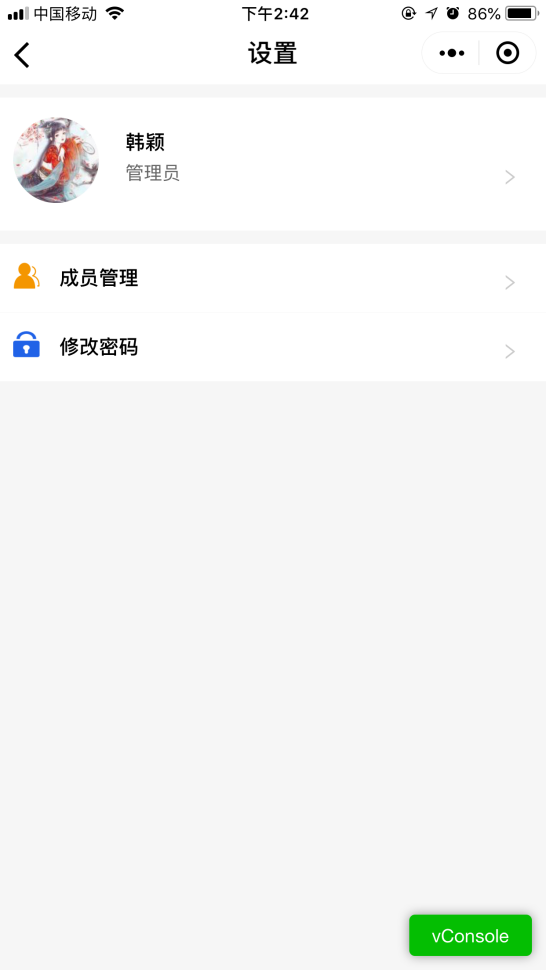 中国移动 下午2:42 86%
设置
韩颖
管理员
成员管理
修改密码
vConsole